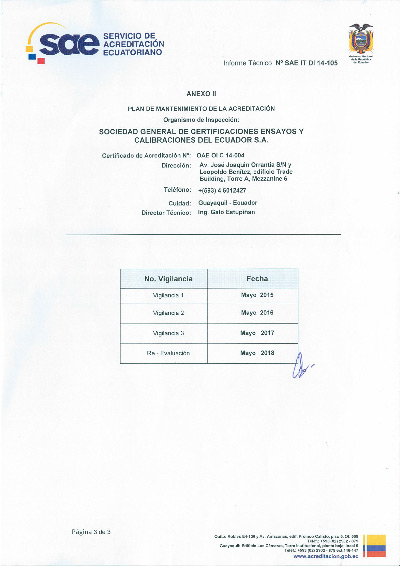 sae
SERVICIO DE
ACREDITACIÓN
ECUATORIANO
Informe Técnico Nº SAE IT DI 14-105
ANEXO II
PLAN DE MANTENIMIENTO DE LA ACREDITACIÓN
Organismo de Inspección:
SOCIEDAD GENERAL DE CERTIFICACIONES ENSAYOS Y
CALIBRACIONES DEL ECUADOR S.A.
Certificado de Acreditación Nº: OAE OI C 14-004
Dirección: Av. José Joaquín Orrantia S/N y
Leopoldo Benitez, edificio Trade
Building, Torre A, Mezzanine 6
Teléfono: +(593) 4 6012427
Cuidad: Guayaquil - Ecuador
Director Técnico: Ing. Galo Estupiñan
No. Vigilancia Fecha
Vigilancia 1 Mayo 2015
Vigilancia 2 Mayo 2016
Vigilancia 3 Mayo 2017
Re - Evaluación Mayo 2018
Página 3 de 3
www.acreditacion.gob.ec